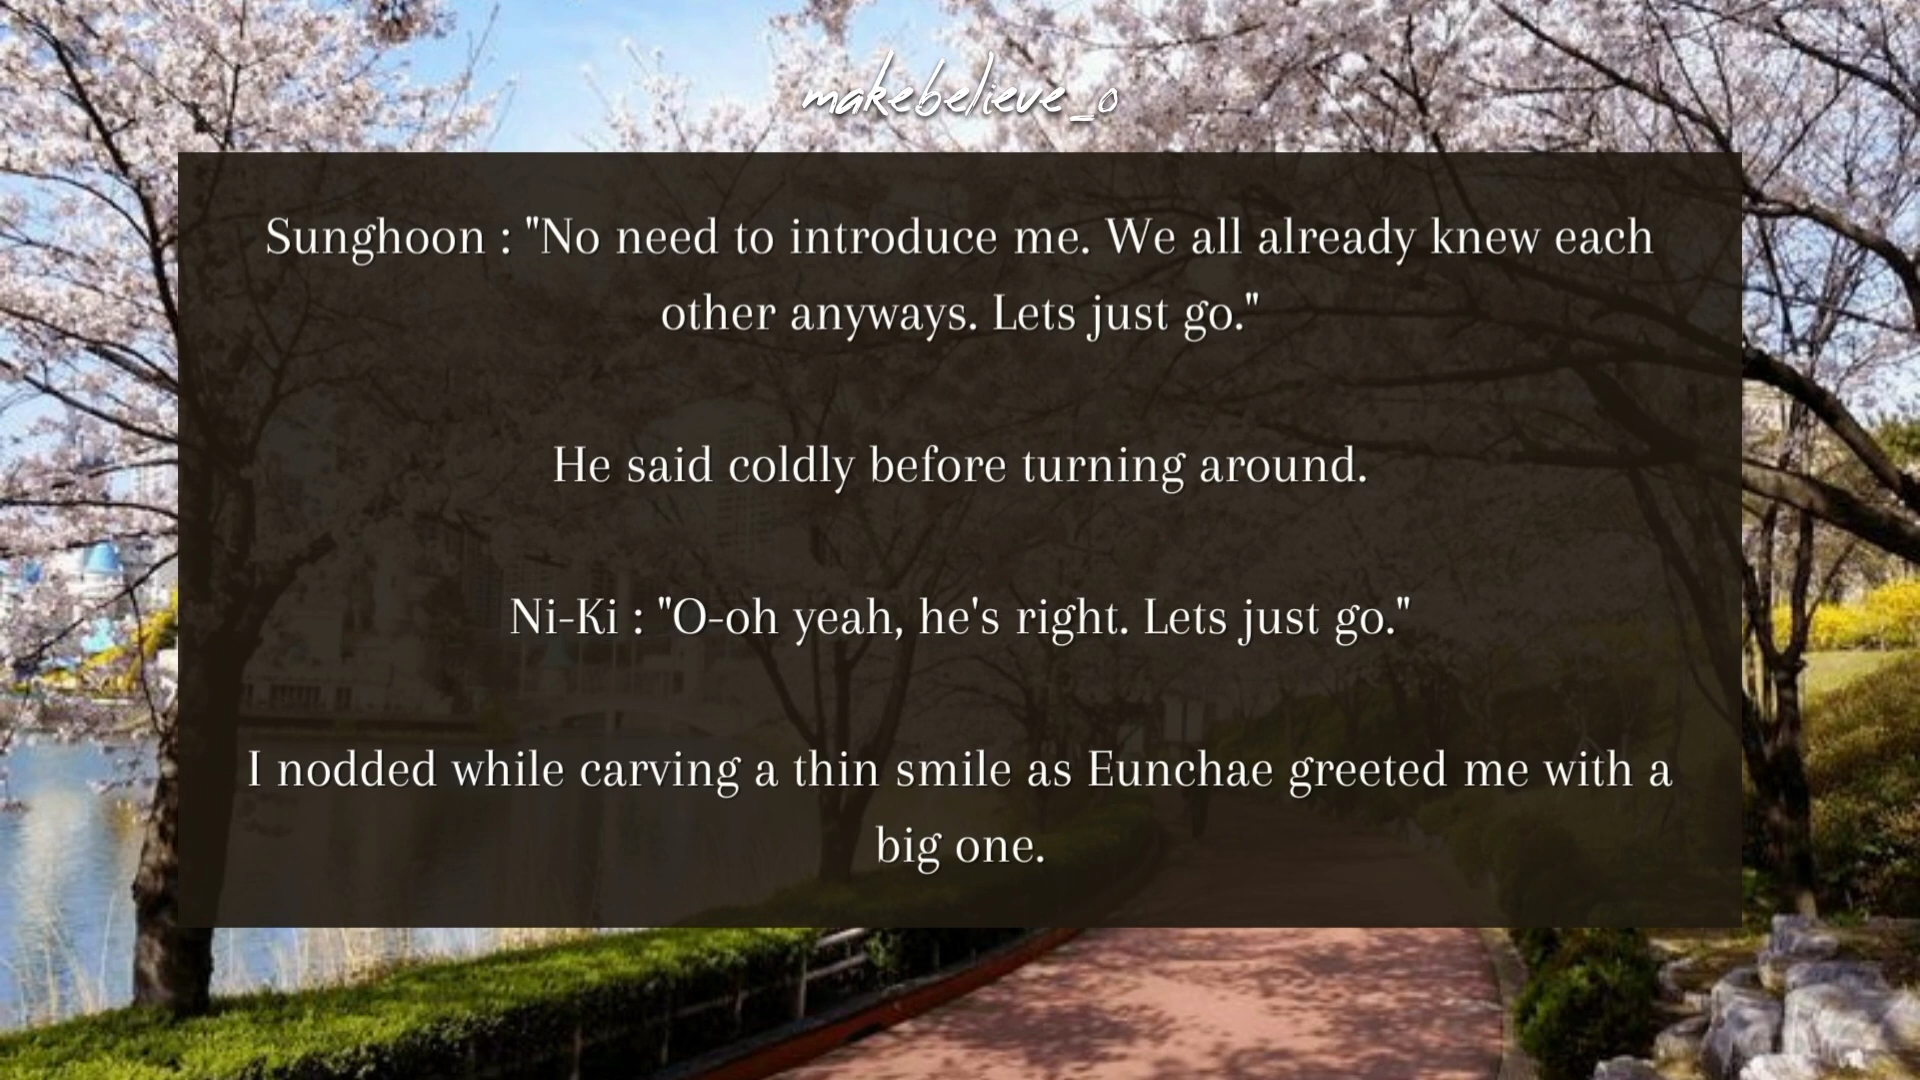 makebelieve_o
Sunghoon : "No need to introduce me. We all already knew each
other anyways. Lets just go."
He said coldly before turning around.
Ni-Ki : "O-oh yeah, he's right. Lets just go."
I nodded while carving a thin smile as Eunchae greeted me with a
big one.